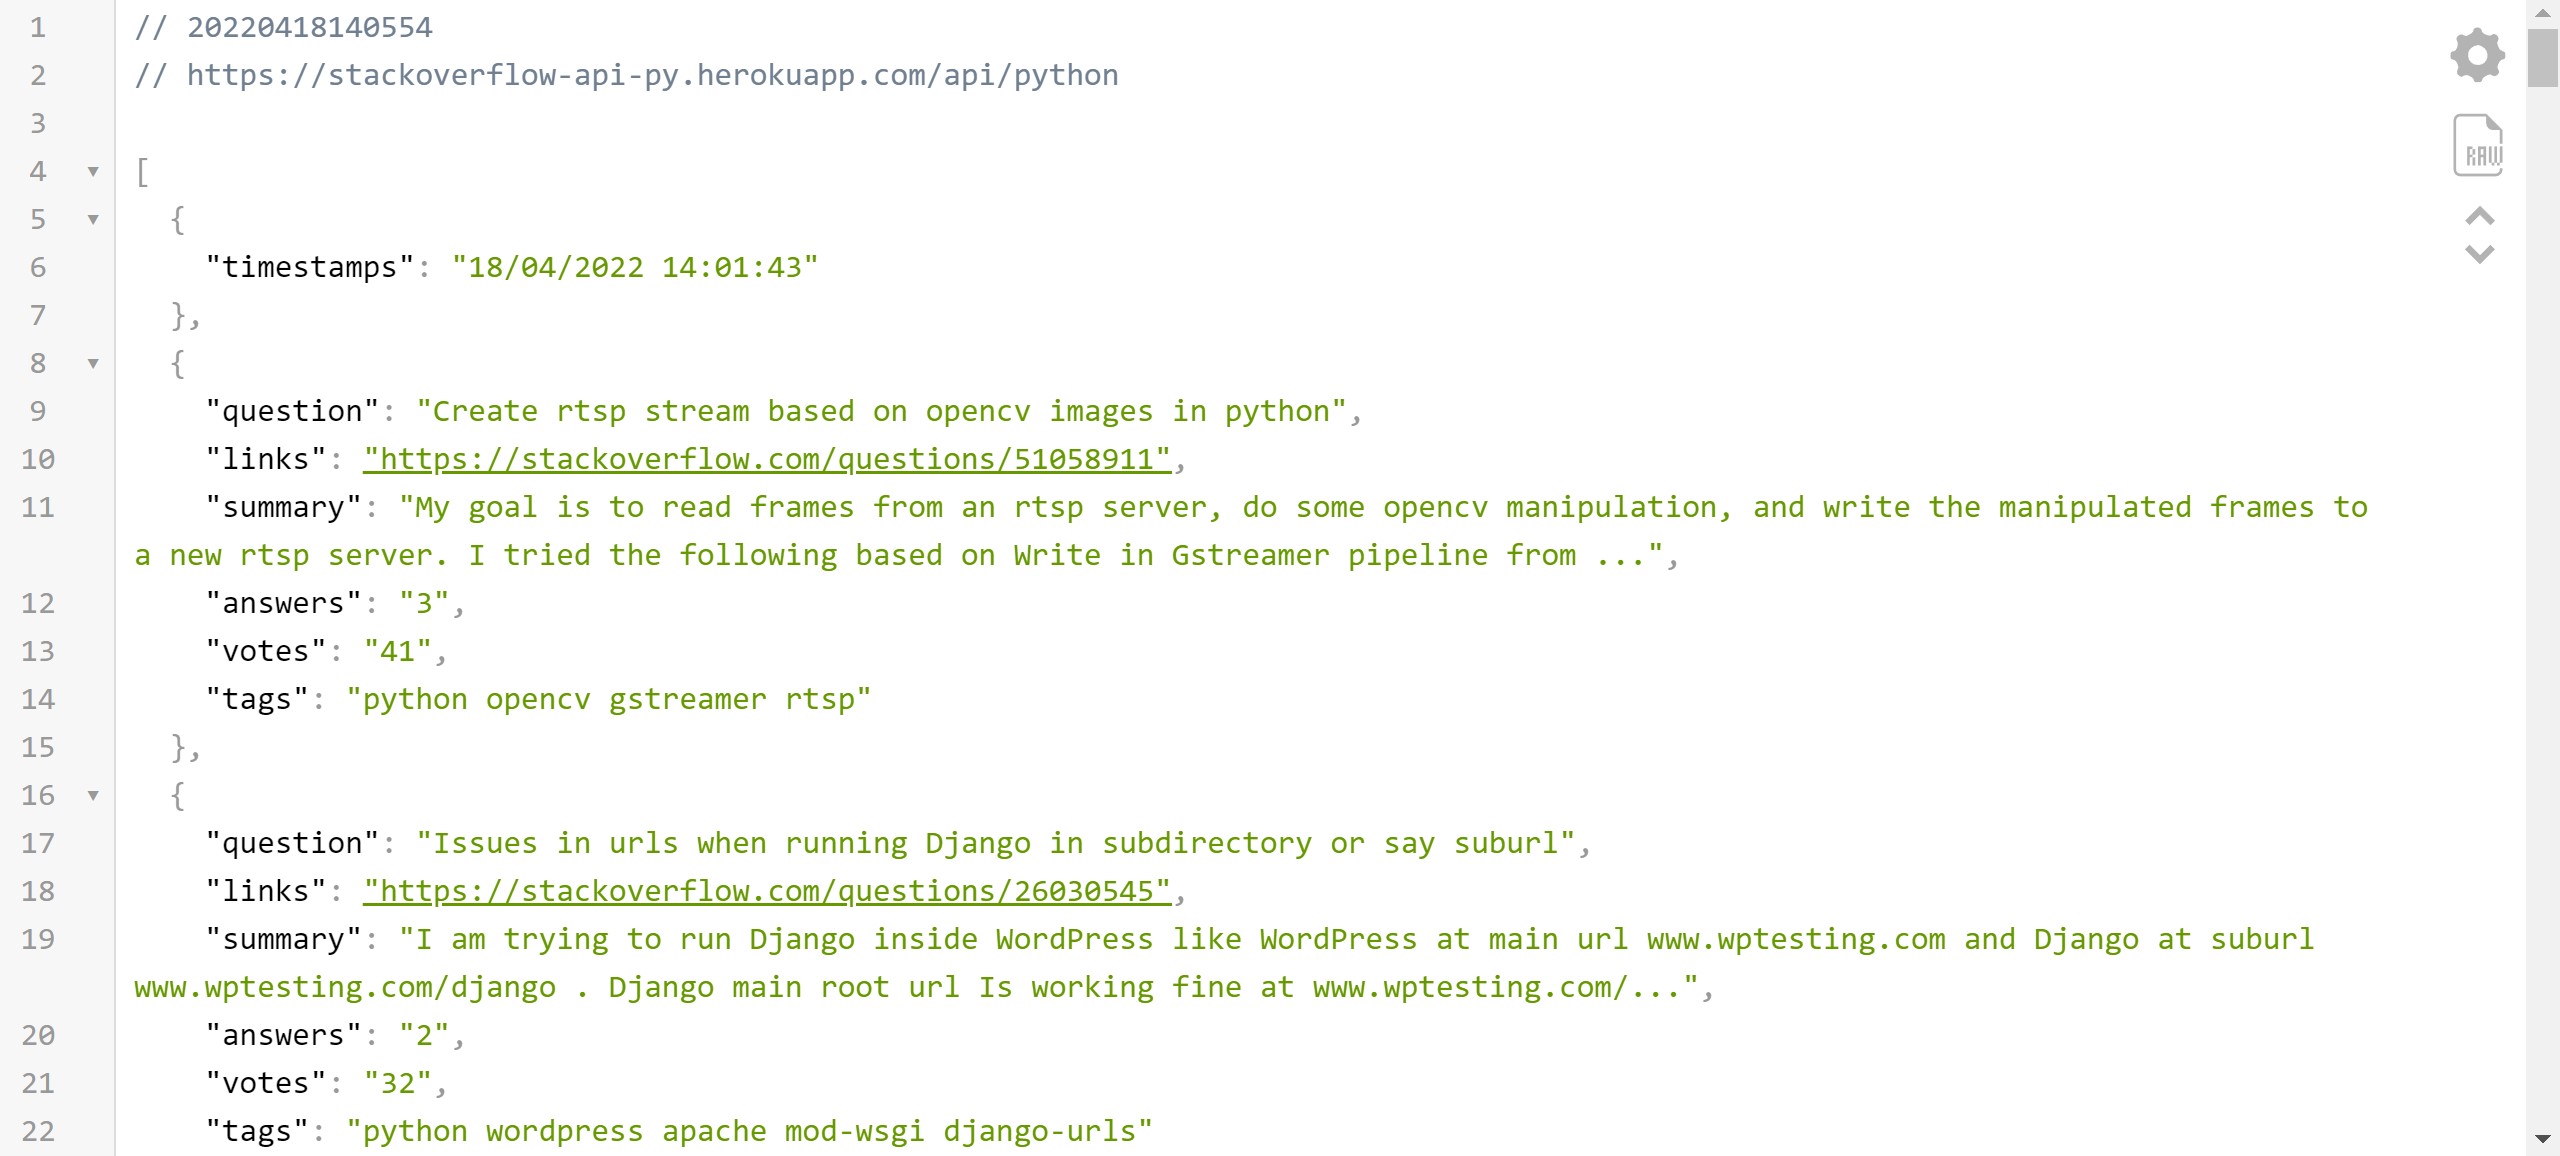 1 // 20220418140554
2 // https://stackoverflow-api-py.herokuapp.com/api/python
3
4 [
5 {
6 "timestamps": "18/04/2022 14:01:43"
7 },
8 {
9 "question": "Create rtsp stream based on opencv images in python",
10 "links": "https://stackoverflow.com/questions/51058911",
11 "summary": "My goal is to read frames from an rtsp server, do some opencv manipulation, and write the manipulated frames to
a new rtsp server. I tried the following based on Write in Gstreamer pipeline from ...",
12 "answers": "3",
13 "votes": "41",
14 "tags": "python opencv gstreamer rtsp"
15 },
16 {
17 "question": "Issues in urls when running Django in subdirectory or say suburl",
18 "links": "https://stackoverflow.com/questions/26030545",
19 "summary": "I am trying to run Django inside WordPress like WordPress at main url www.wptesting.com and Django at suburl
www.wptesting.com/django . Django main root url Is working fine at www.wptesting.com/...",
20 "answers": "2",
21 "votes": "32",
22 "tags": "python wordpress apache mod-wsgi django-urls"
RAW